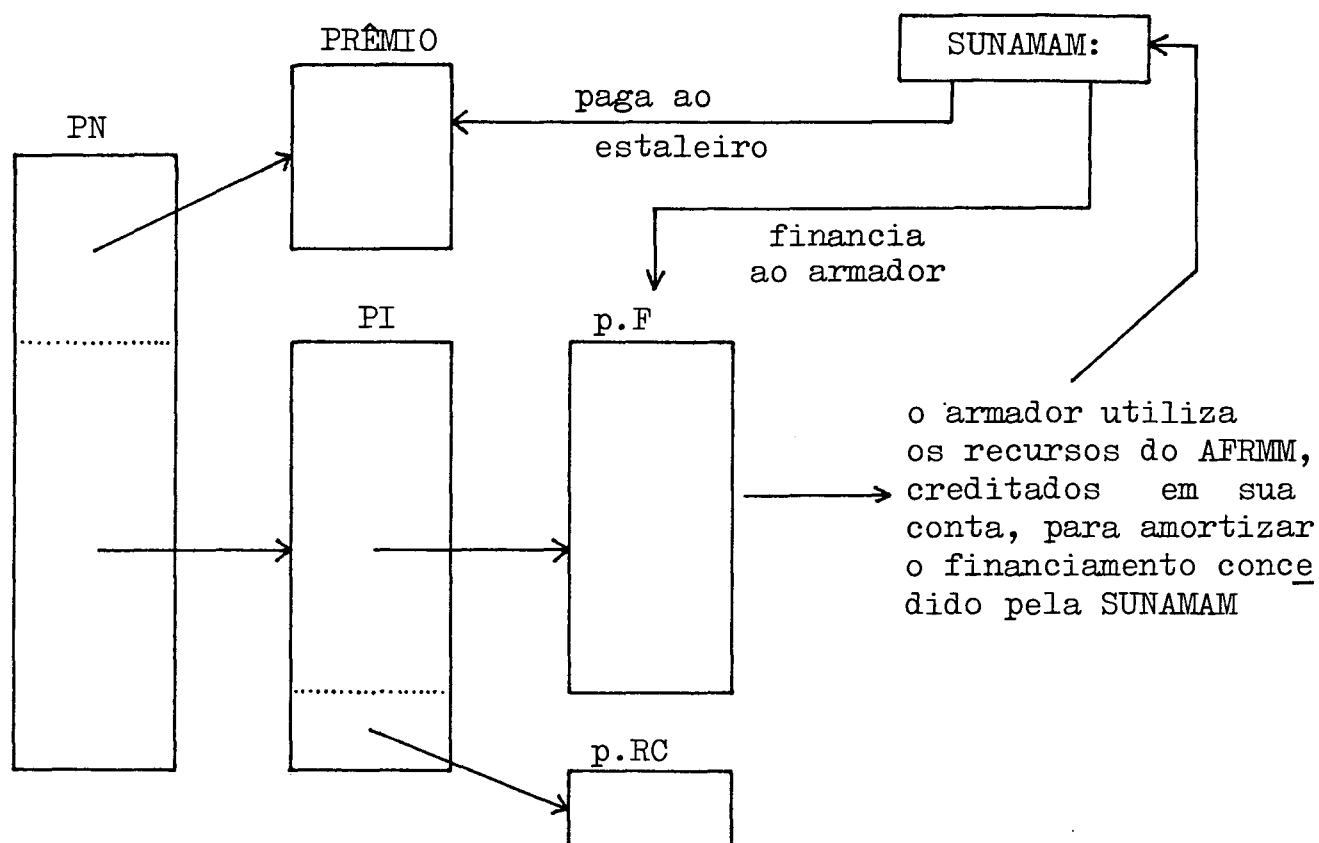 PRÊMIO
SUNAMAM:
PN
paga ao
estaleiro
financia
ao armador
PI
p.F
o armador utiliza
os recursos do AFRMM,
creditados em sua
conta, para amortizar
o financiamento conce
dido pela SUNAMAM
p.RC